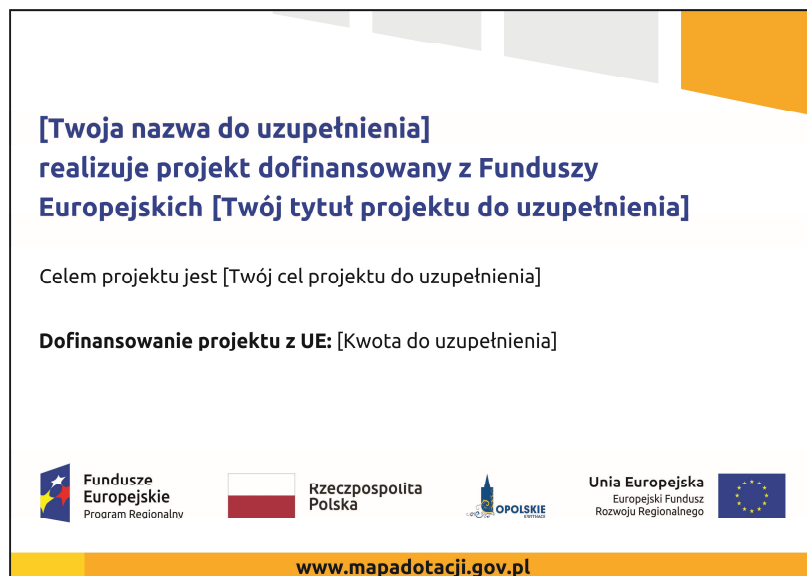 [Twoja nazwa do uzupełnienia]
realizuje projekt dofinansowany z Funduszy
Europejskich [Twój tytuł projektu do uzupełnienia]
Celem projektu jest [Twój cel projektu do uzupełnienia]
Dofinansowanie projektu z UE: [Kwota do uzupełnienia]
Fundusze
Europejskie
Program Regionalny
Rzeczpospolita
Polska
OPOLSKIE
Unia Europejska
Europejski Fundusz
Rozwoju Regionalnego
www.mapadotacji.gov.pl